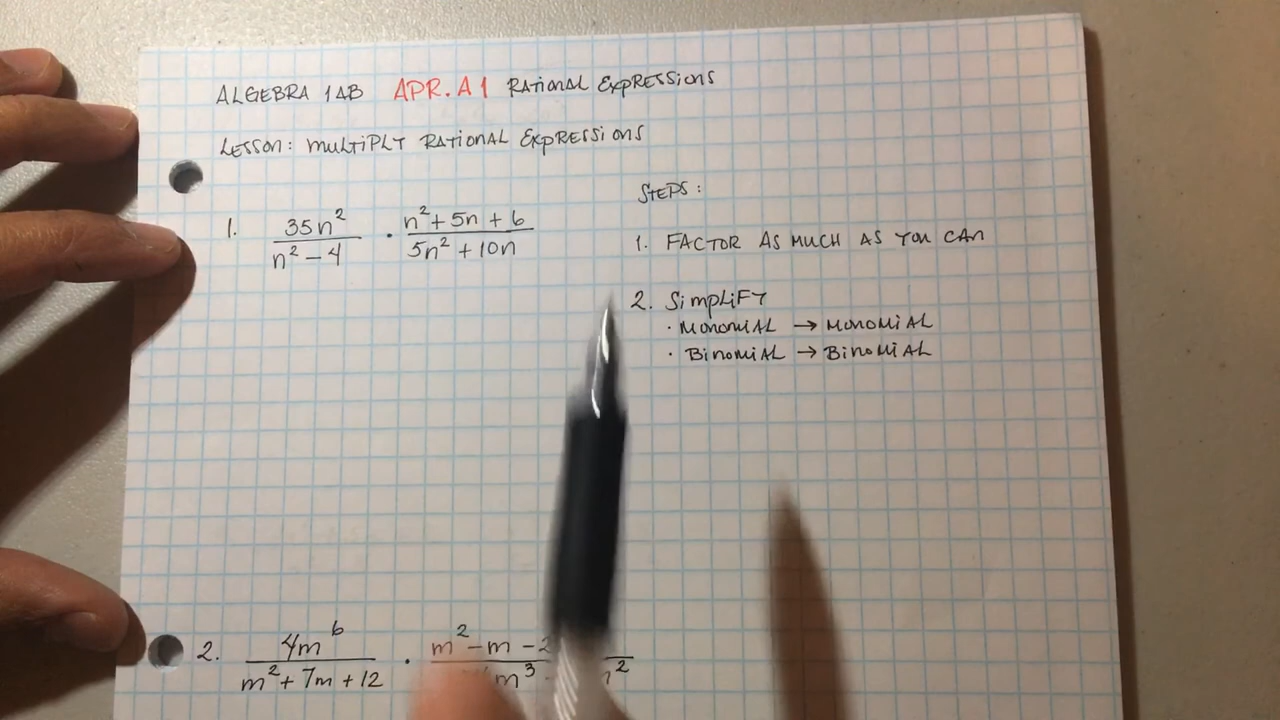 ALGEBRA 1AB APR.A1 RATIONAL EXPRESSIONS
LESSON: MULTIPLY RATIONAL EXPRESSIONS
STEPS:
1. 35n² / n² – 4 · n² + 5n + 6 / 5n² + 10n
1. FACTOR AS MUCH AS YOU CAN
2. SIMPLIFY
· MONOMIAL → MONOMIAL
· BINOMIAL → BINOMIAL
2. 4m⁶ / m² + 7m + 12 · m² – m – 2